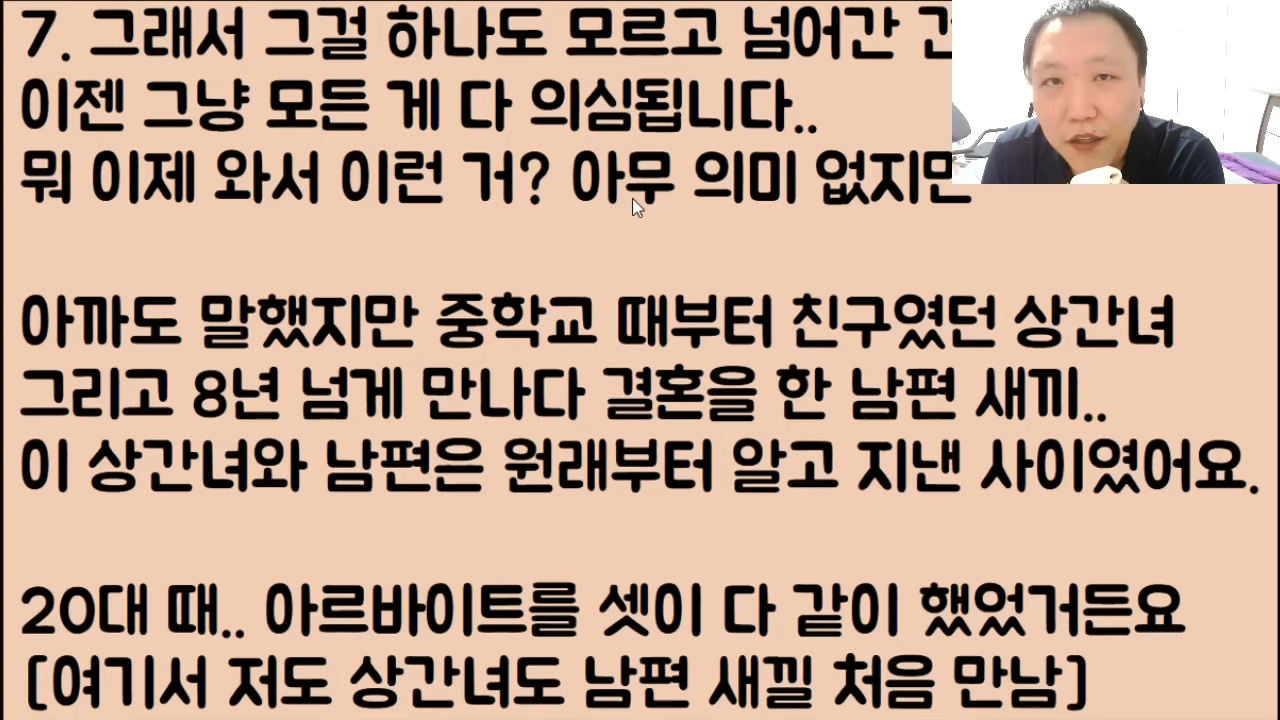 7. 그래서 그걸 하나도 모르고 넘어간
이젠 그냥 모든 게 다 의심됩니다..
뭐 이제 와서 이런 거? 아무 의미 없지만
아까도 말했지만 중학교 때부터 친구였던 상간녀
그리고 8년 넘게 만나다 결혼을 한 남편 새끼..
이 상간녀와 남편은 원래부터 알고 지낸 사이였어요.
20대 때.. 아르바이트를 셋이 다 같이 했었거든요
[여기서 저도 상간녀도 남편 새낄 처음 만남]